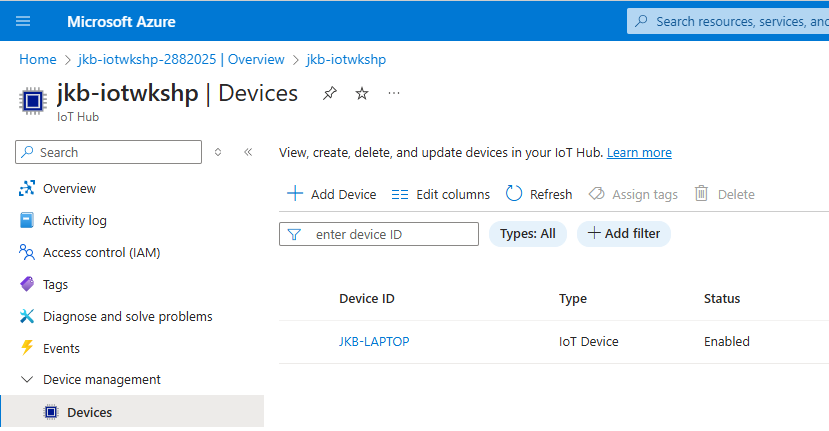 Microsoft Azure
Search resources, services, and
Home > jkb-iotwkshp-2882025 | Overview > jkb-iotwkshp
jkb-iotwkshp | Devices
IoT Hub
Search
View, create, delete, and update devices in your IoT Hub. Learn more
Overview
Add Device Edit columns Refresh Assign tags Delete
Activity log
enter device ID Types: All Add filter
Access control (IAM)
Tags
Diagnose and solve problems
Device ID Type Status
Events
JKB-LAPTOP IoT Device Enabled
Device management
Devices